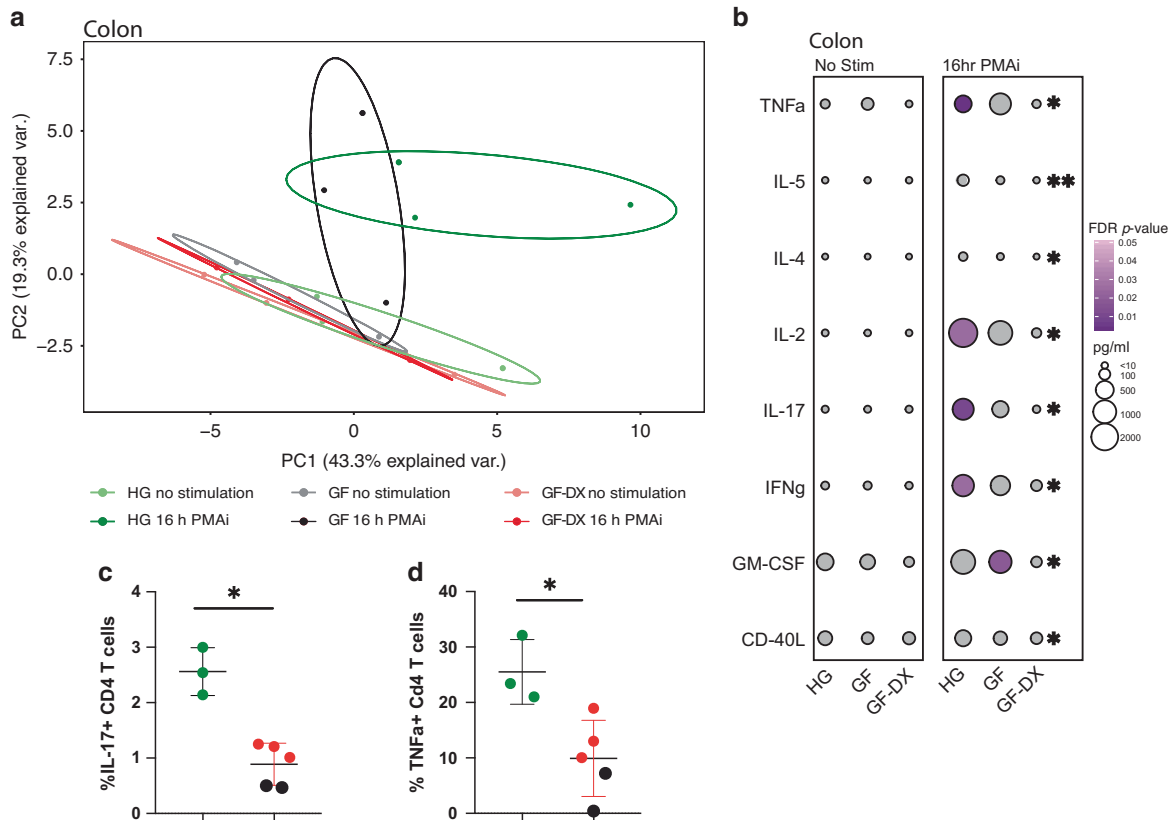 a
Colon
7.5
5.0
2.5
0.0
−2.5
PC2 (19.3% explained var.)
−5
0
5
10
PC1 (43.3% explained var.)
HG no stimulation
GF no stimulation
GF-DX no stimulation
HG 16 h PMAi
GF 16 h PMAi
GF-DX 16 h PMAi
b
Colon
No Stim
16hr PMAi
TNFa
*
IL-5
**
IL-4
*
IL-2
*
IL-17
*
IFNg
*
GM-CSF
*
CD-40L
*
HG
GF
GF-DX
HG
GF
GF-DX
FDR p-value
0.05
0.04
0.03
0.02
0.01
pg/ml
<10
100
500
1000
2000
c
*
4
3
2
1
0
%IL-17+ CD4 T cells
d
*
40
30
20
10
0
% TNFa+ Cd4 T cells